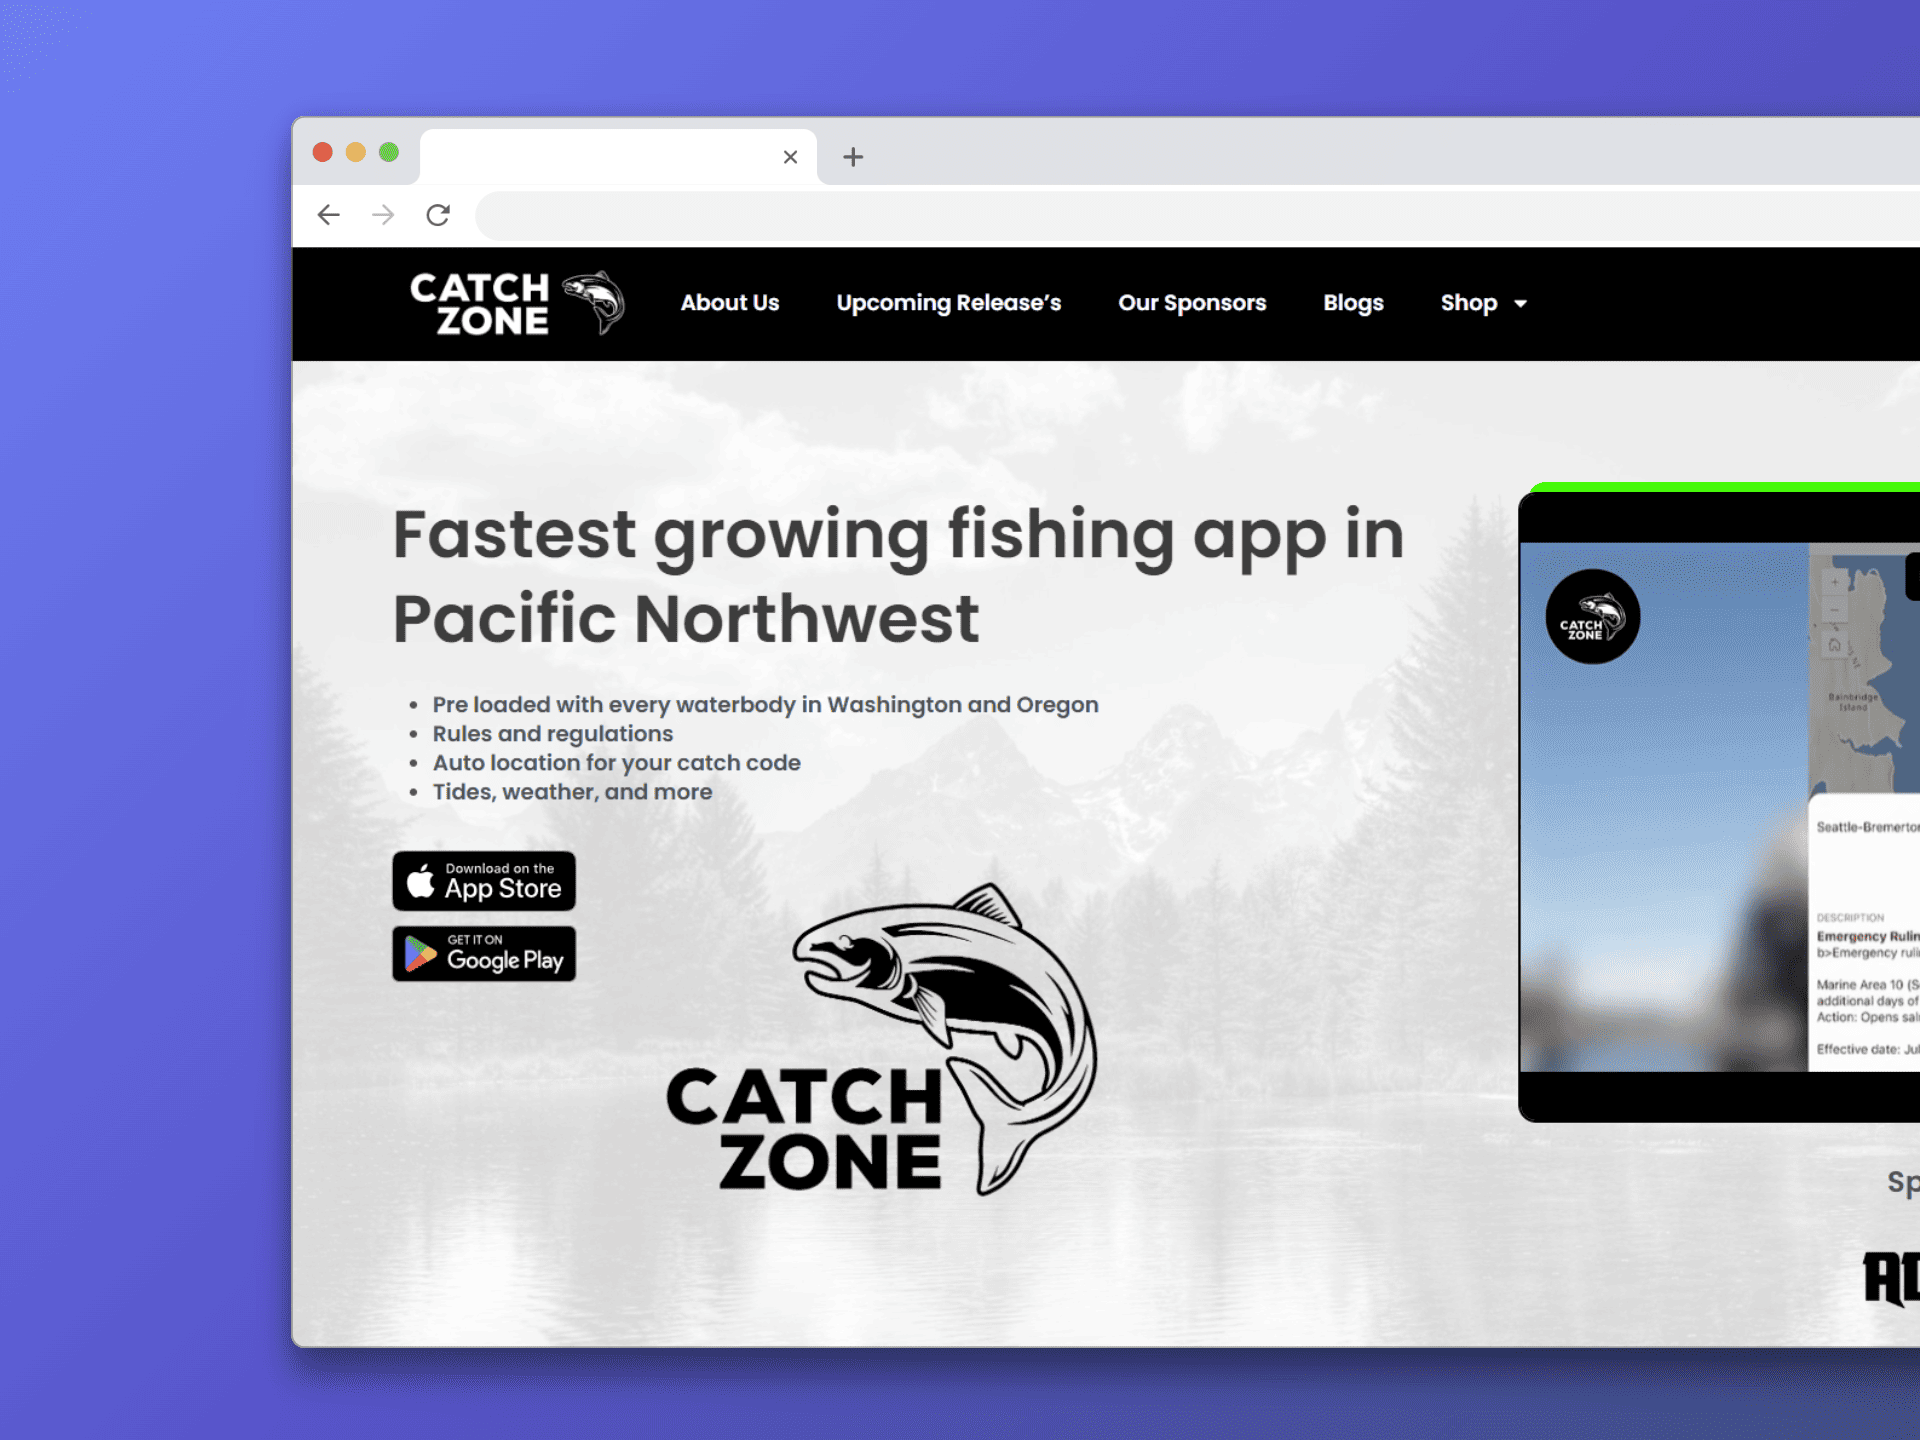 CATCH
ZONE
About Us
Upcoming Release's
Our Sponsors
Blogs
Shop
Fastest growing fishing app in
Pacific Northwest
• Pre loaded with every waterbody in Washington and Oregon
• Rules and regulations
• Auto location for your catch code
• Tides, weather, and more
Download on the
App Store
GET IT ON
Google Play
CATCH
ZONE
CATCH
ZONE
Bainbridge
Island
Seattle-Bremerton
DESCRIPTION
Emergency Rulin
b>Emergency ruli
Marine Area 10 (S
additional days of
Action: Opens sal
Effective date: Jul
Sp